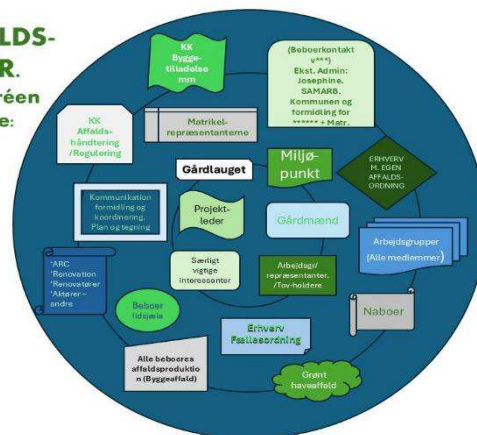 LDS-
R.
réen
e:
KK
Bygge-
tilladelse
mm
(Beboerkontakt
v***)
Ekst. Admin:
Josephine.
SAMARB.
Kommunen og
formidling for
****** + Matr.
KK
Affalds-
håndtering
/Regulering
Matrikel-
repræsentanterne
Gårdlauget
Miljø-
punkt
ERHVERV
M. EGEN
AFFALDS-
ORDNING
Kommunikation
formidling og
koordinering.
Plan og tegning
Projekt-
leder
Gårdmænd
Arbejdsgrupper
(Alle medlemmer)
*ARC
*Renovation
*Renovatører
*Aktører –
andre
Særligt
vigtige
interessenter
Arbejdsgr/
repræsentanter.
/Tov-holdere
Naboer
Beboer
Ildsjæle
Erhverv
Fællesordning
Alle beboeres
affaldsproduktio
n (Byggeaffald)
Grønt
haveaffald